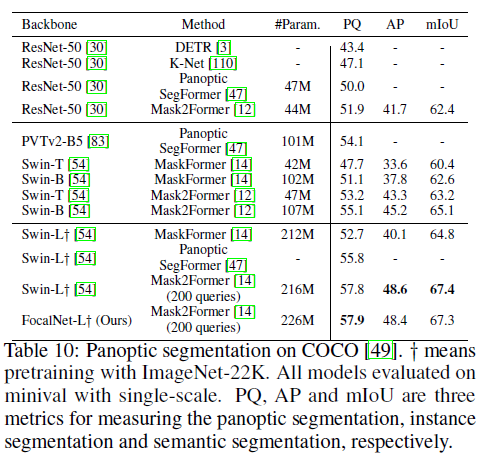 Backbone Method #Param. PQ AP mIoU
ResNet-50 [30] DETR [3] - 43.4 - -
ResNet-50 [30] K-Net [110] - 47.1 - -
ResNet-50 [30] Panoptic SegFormer [47] 47M 50.0 - -
ResNet-50 [30] Mask2Former [12] 44M 51.9 41.7 62.4
PVTv2-B5 [83] Panoptic SegFormer [47] 101M 54.1 - -
Swin-T [54] MaskFormer [14] 42M 47.7 33.6 60.4
Swin-B [54] MaskFormer [14] 102M 51.1 37.8 62.6
Swin-T [54] Mask2Former [12] 47M 53.2 43.3 63.2
Swin-B [54] Mask2Former [12] 107M 55.1 45.2 65.1
Swin-L† [54] MaskFormer [14] 212M 52.7 40.1 64.8
Swin-L† [54] Panoptic SegFormer [47] - 55.8 - -
Swin-L† [54] Mask2Former [14] (200 queries) 216M 57.8 48.6 67.4
FocalNet-L† (Ours) Mask2Former [14] (200 queries) 226M 57.9 48.4 67.3
Table 10: Panoptic segmentation on COCO [49]. † means
pretraining with ImageNet-22K. All models evaluated on
minival with single-scale. PQ, AP and mIoU are three
metrics for measuring the panoptic segmentation, instance
segmentation and semantic segmentation, respectively.